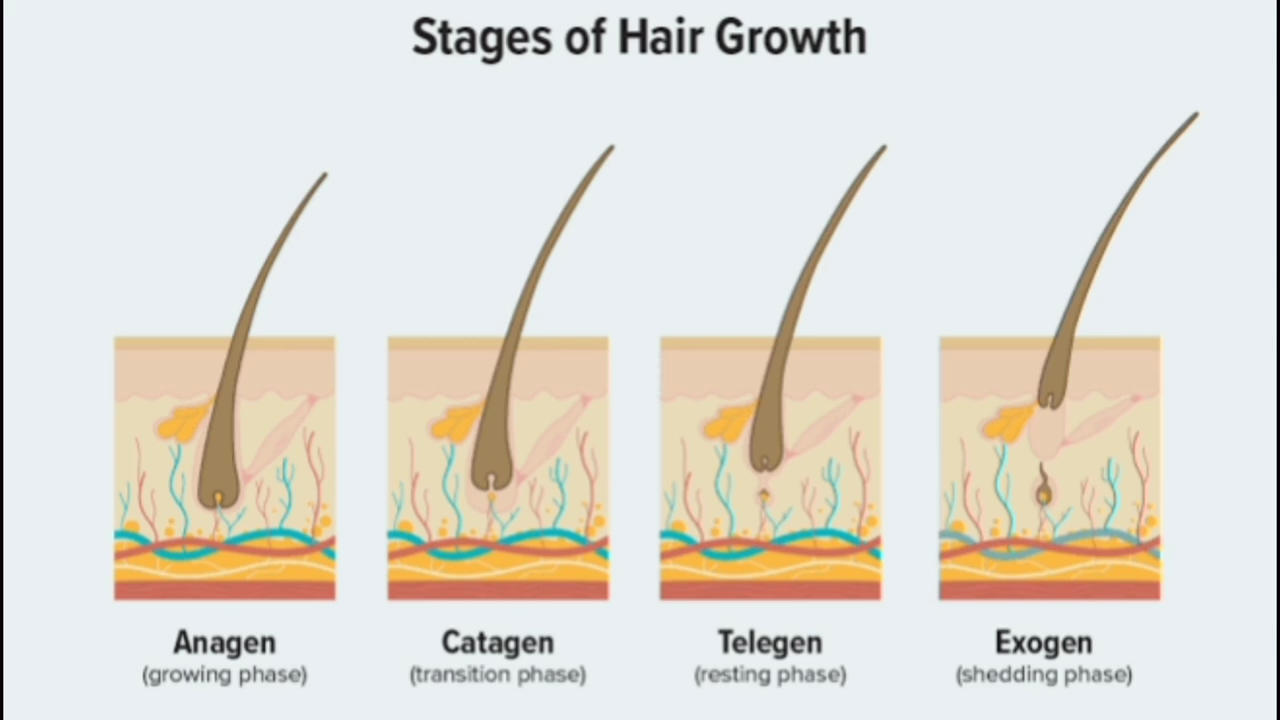 Stages of Hair Growth
Anagen
(growing phase)
Catagen
(transition phase)
Telegen
(resting phase)
Exogen
(shedding phase)